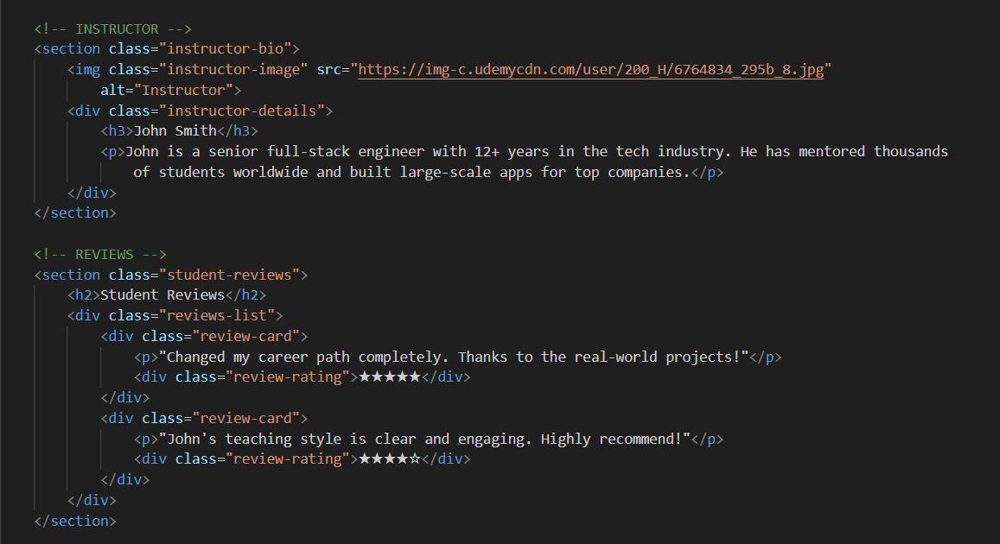 <!-- INSTRUCTOR -->
<section class="instructor-bio">
    <img class="instructor-image" src="https://img-c.udemycdn.com/user/200_H/6764834_295b_8.jpg"
        alt="Instructor">
    <div class="instructor-details">
        <h3>John Smith</h3>
        <p>John is a senior full-stack engineer with 12+ years in the tech industry. He has mentored thousands
            of students worldwide and built large-scale apps for top companies.</p>
    </div>
</section>

<!-- REVIEWS -->
<section class="student-reviews">
    <h2>Student Reviews</h2>
    <div class="reviews-list">
        <div class="review-card">
            <p>"Changed my career path completely. Thanks to the real-world projects!"</p>
            <div class="review-rating">★★★★★</div>
        </div>
        <div class="review-card">
            <p>"John's teaching style is clear and engaging. Highly recommend!"</p>
            <div class="review-rating">★★★★☆</div>
        </div>
    </div>
</section>